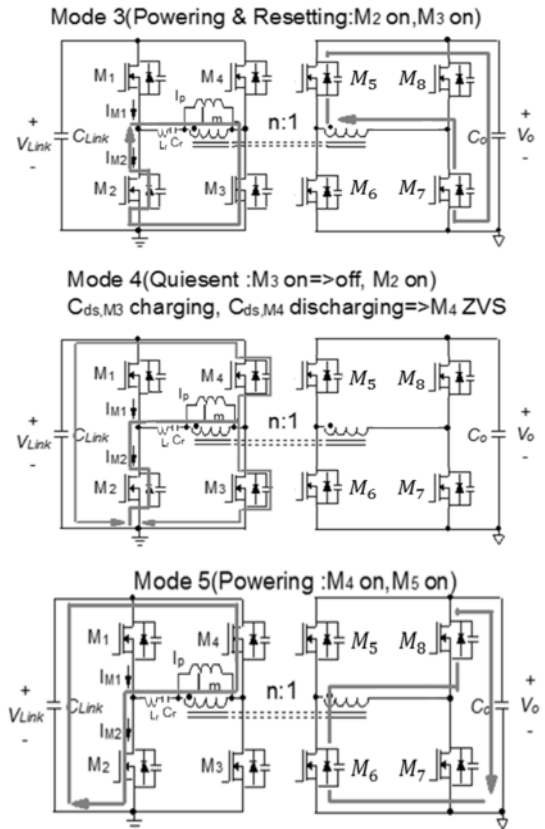 Mode 3(Powering & Resetting:M2 on,M3 on)
M1 M4 M5 M8
Ip
IM1 m n:1
+ VLink - CLink Lr Cr Co + Vo -
IM2
M2 M3 M6 M7
Mode 4(Quiesent :M3 on=>off, M2 on)
Cds,M3 charging, Cds,M4 discharging=>M4 ZVS
M1 M4 M5 M8
Ip
IM1 m n:1
+ VLink - CLink Lr Cr Co + Vo -
IM2
M2 M3 M6 M7
Mode 5(Powering :M4 on,M5 on)
M1 M4 M5 M8
Ip
IM1 m n:1
+ VLink - CLink Lr Cr Co + Vo -
IM2
M2 M3 M6 M7